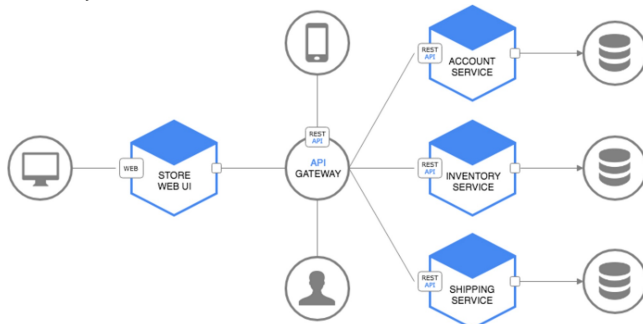 REST
API
ACCOUNT
SERVICE
REST
API
WEB
STORE
WEB UI
API
GATEWAY
REST
API
INVENTORY
SERVICE
REST
API
SHIPPING
SERVICE